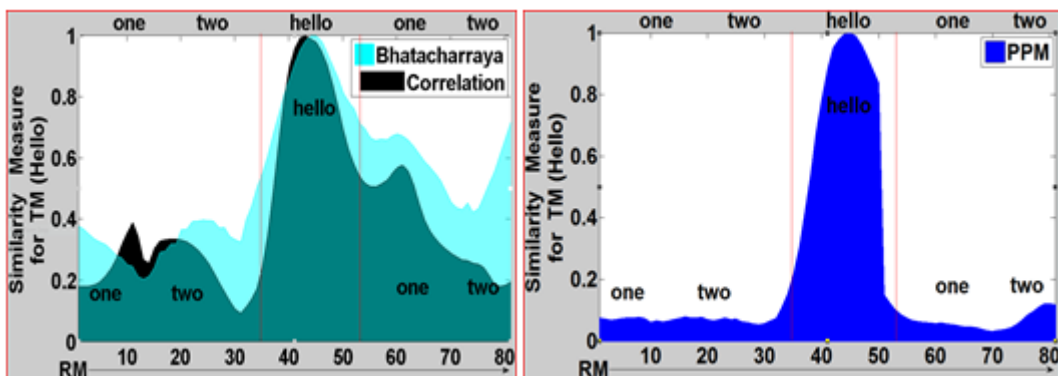 one two hello one two
Similarity Measure
for TM (Hello)
1
0.8
0.6
0.4
0.2
0
Bhatacharraya
Correlation
hello
one two one two
10 20 30 40 50 60 70 80
RM
one two hello one two
Similarity Measure
for TM (Hello)
1
0.8
0.6
0.4
0.2
0
PPM
hello
one two one two
10 20 30 40 50 60 70 80
RM